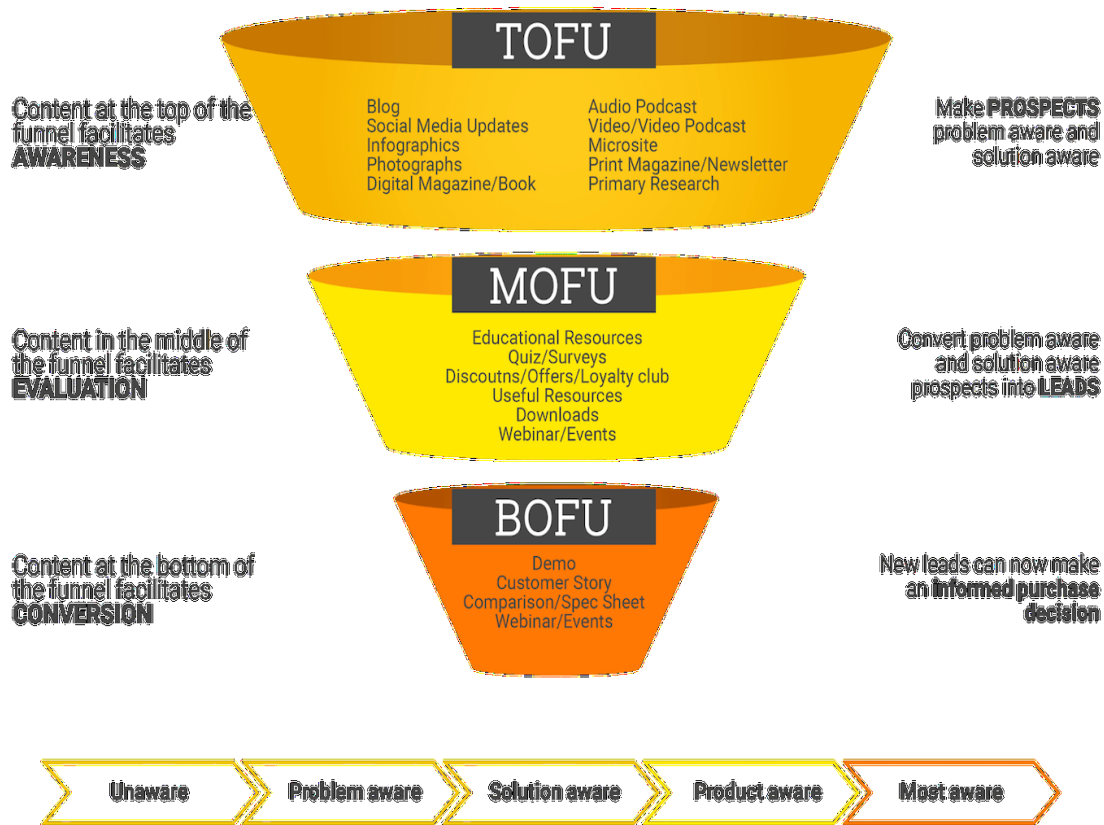 TOFU
Content at the top of the
funnel facilitates
AWARENESS
Blog
Social Media Updates
Infographics
Photographs
Digital Magazine/Book
Audio Podcast
Video/Video Podcast
Microsite
Print Magazine/Newsletter
Primary Research
Make PROSPECTS
problem aware and
solution aware
MOFU
Content in the middle of
the funnel facilitates
EVALUATION
Educational Resources
Quiz/Surveys
Discoutns/Offers/Loyalty club
Useful Resources
Downloads
Webinar/Events
Convert problem aware
and solution aware
prospects into LEADS
BOFU
Content at the bottom of
the funnel facilitates
CONVERSION
Demo
Customer Story
Comparison/Spec Sheet
Webinar/Events
New leads can now make
an informed purchase
decision
Unaware
Problem aware
Solution aware
Product aware
Most aware